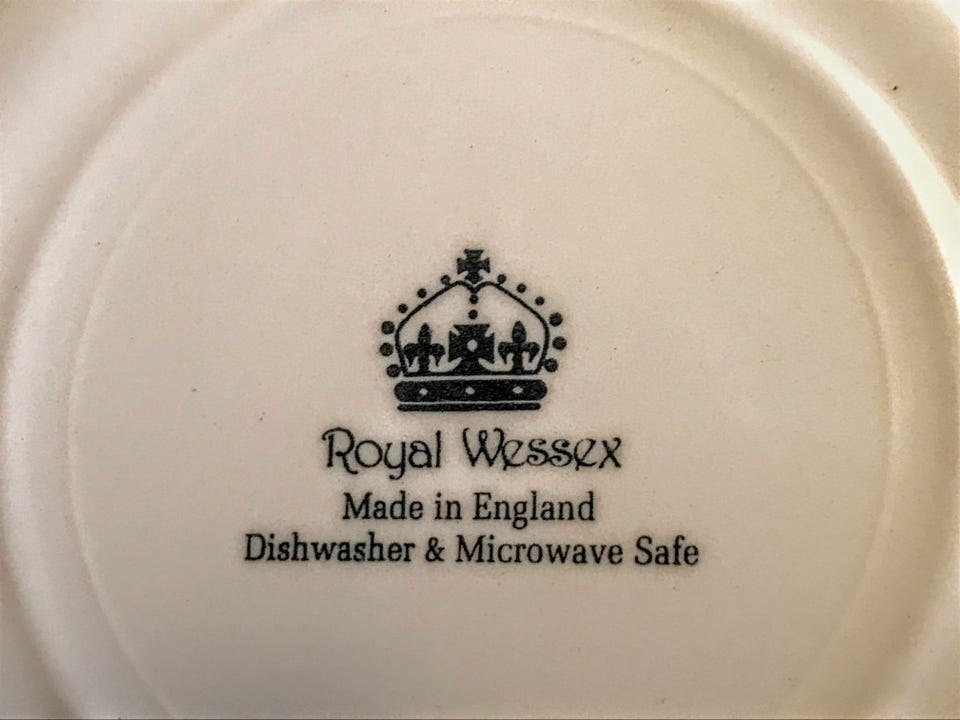 Royal Wessex
Made in England
Dishwasher & Microwave Safe